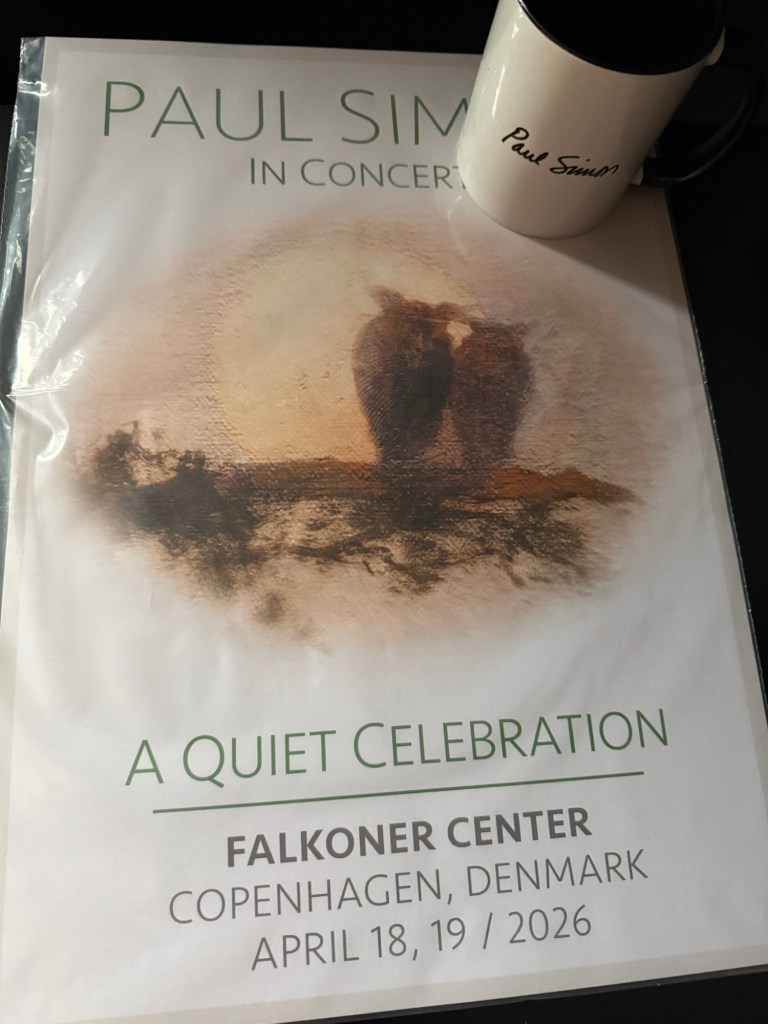 PAUL SIM
IN CONCERT
Paul Simon
A QUIET CELEBRATION
FALKONER CENTER
COPENHAGEN, DENMARK
APRIL 18, 19 / 2026